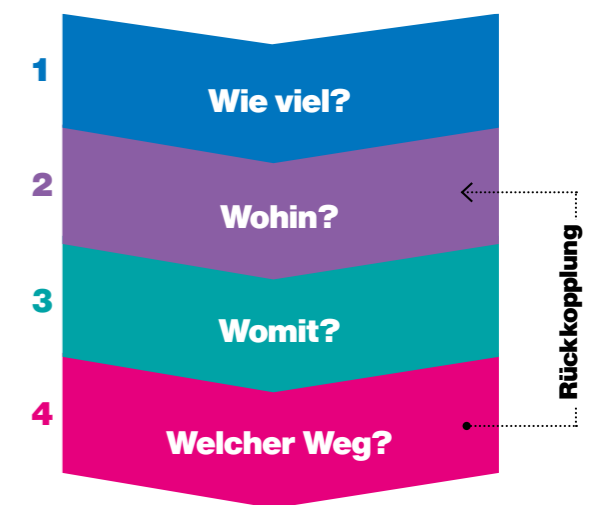 1
Wie viel?
2
Wohin?
3
Womit?
4
Welcher Weg?
Rückkopplung